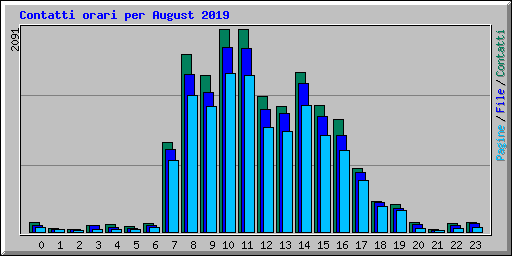 Contatti orari per August 2019
2091
Pagine / File / Contatti
0 1 2 3 4 5 6 7 8 9 10 11 12 13 14 15 16 17 18 19 20 21 22 23